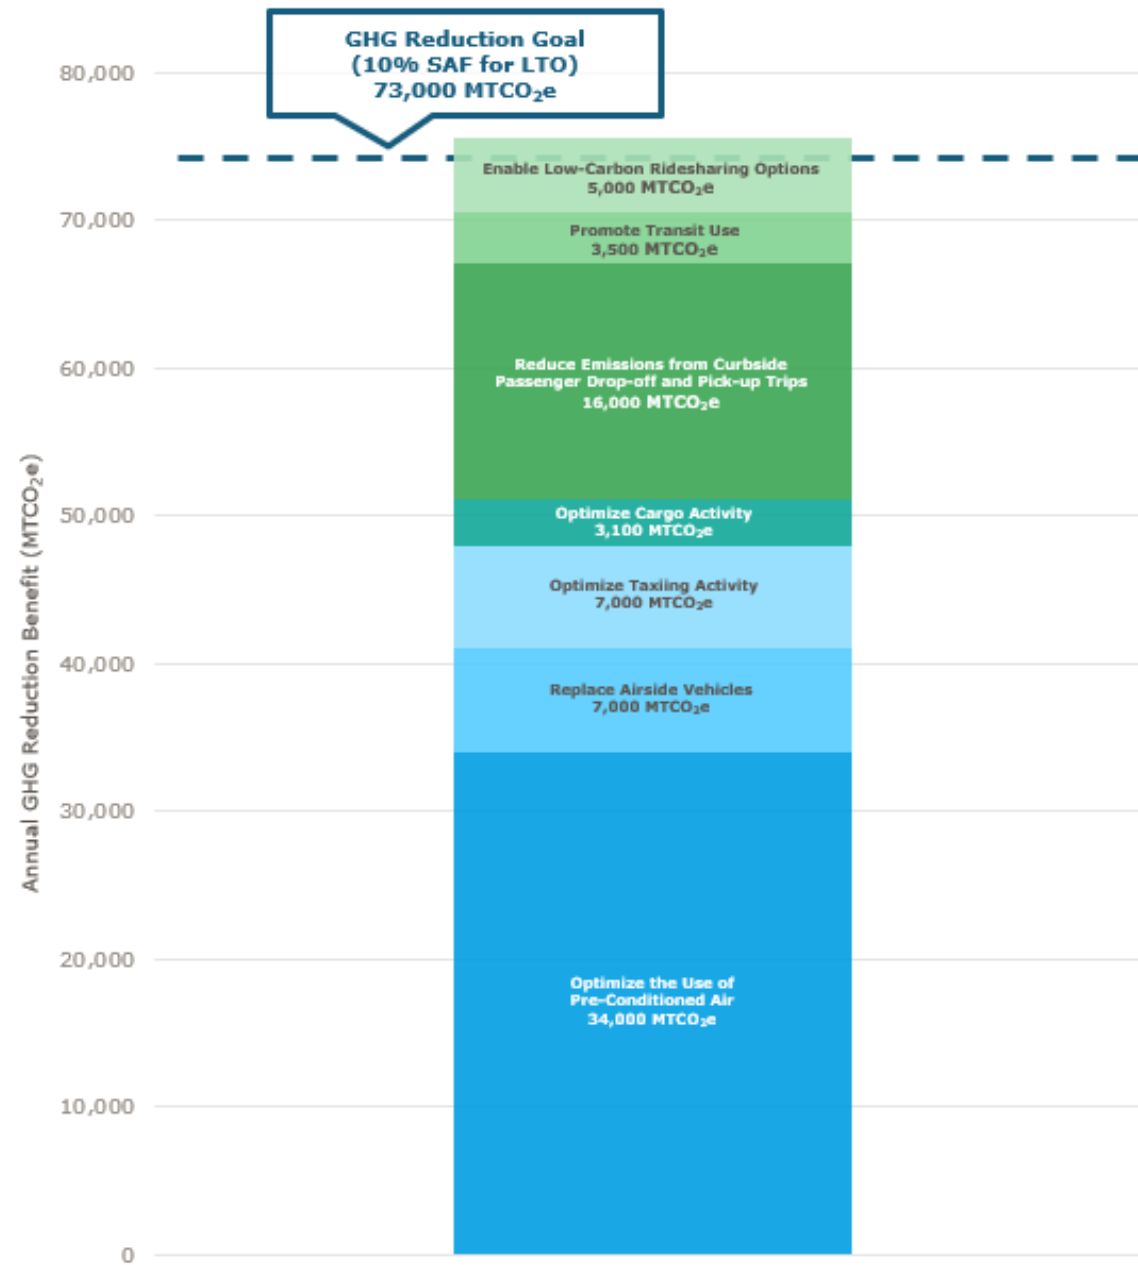 GHG Reduction Goal
(10% SAF for LTO)
73,000 MTCO₂e
80,000
Enable Low-Carbon Ridesharing Options
5,000 MTCO₂e
70,000
Promote Transit Use
3,500 MTCO₂e
60,000
Reduce Emissions from Curbside
Passenger Drop-off and Pick-up Trips
16,000 MTCO₂e
50,000
Optimize Cargo Activity
3,100 MTCO₂e
Optimize Taxiing Activity
7,000 MTCO₂e
40,000
Replace Airside Vehicles
7,000 MTCO₂e
30,000
20,000
Optimize the Use of
Pre-Conditioned Air
34,000 MTCO₂e
10,000
0
Annual GHG Reduction Benefit (MTCO₂e)